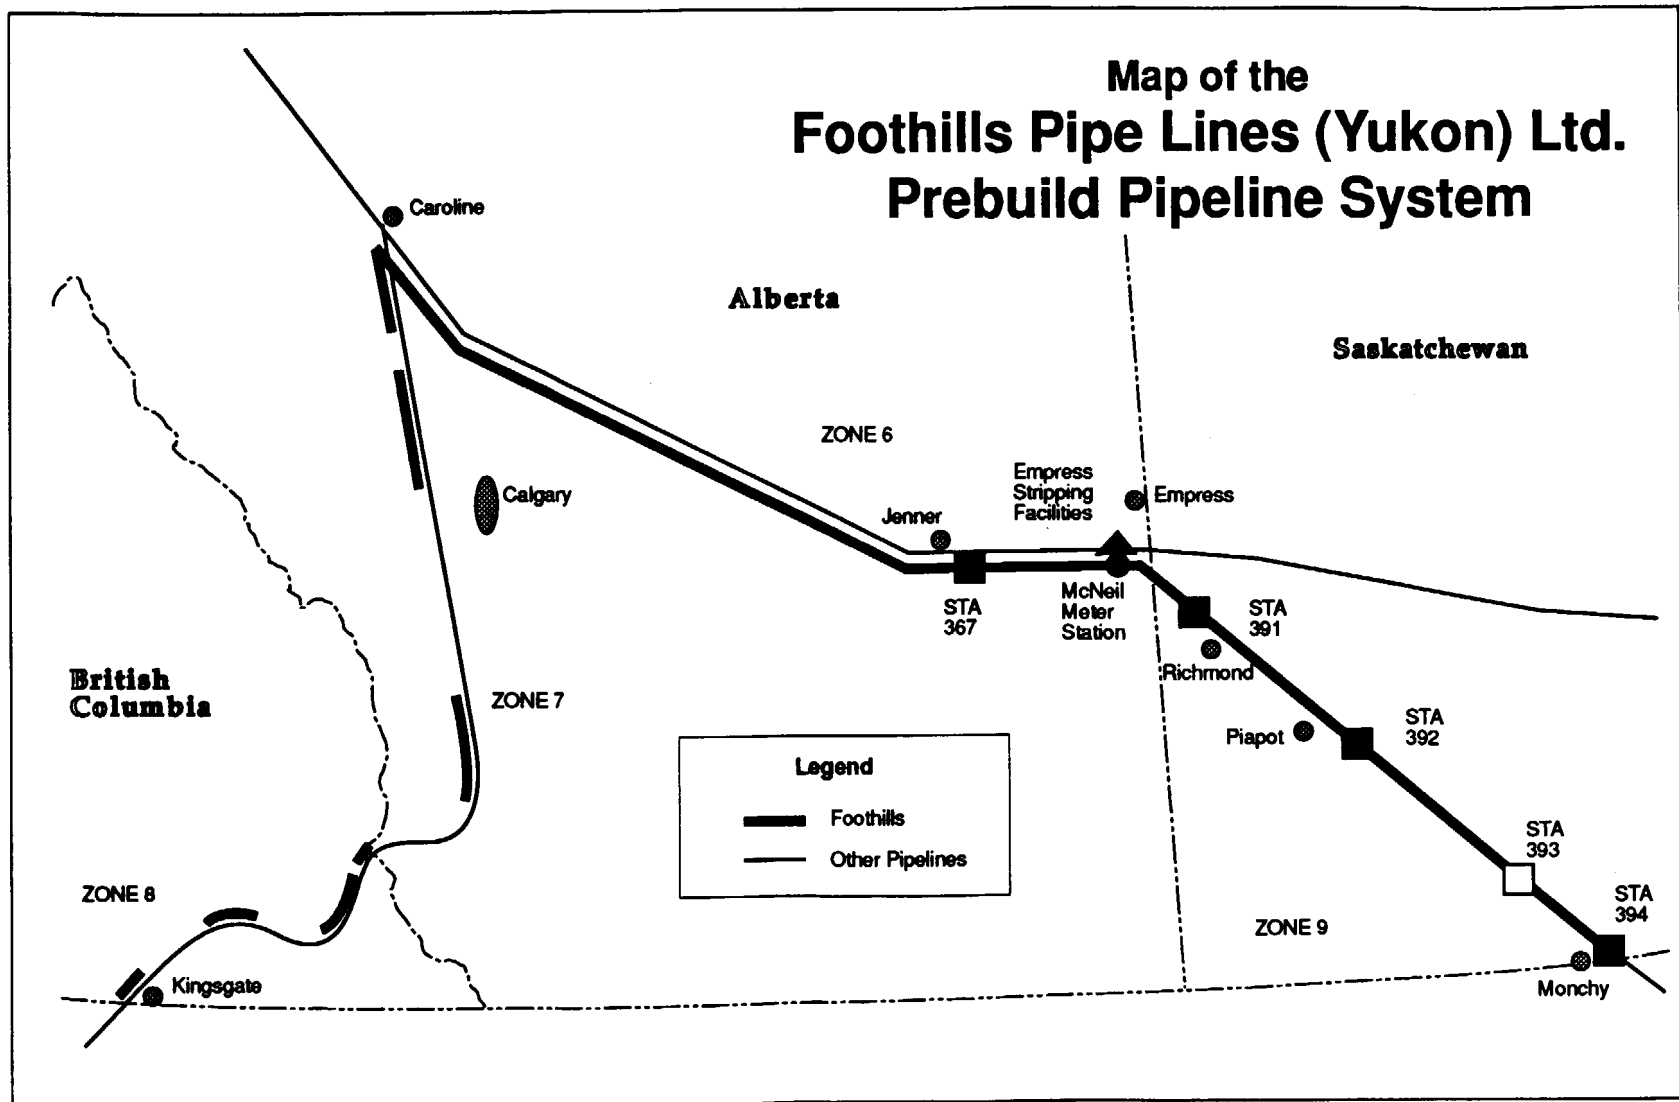 Map of the
Foothills Pipe Lines (Yukon) Ltd.
Prebuild Pipeline System
Caroline
Alberta
Saskatchewan
ZONE 6
Empress
Stripping
Facilities
Empress
Calgary
Jenner
STA
367
McNeil
Meter
Station
STA
391
Richmond
British
Columbia
ZONE 7
Piapot
STA
392
Legend
Foothills
Other Pipelines
STA
393
ZONE 8
STA
394
ZONE 9
Kingsgate
Monchy